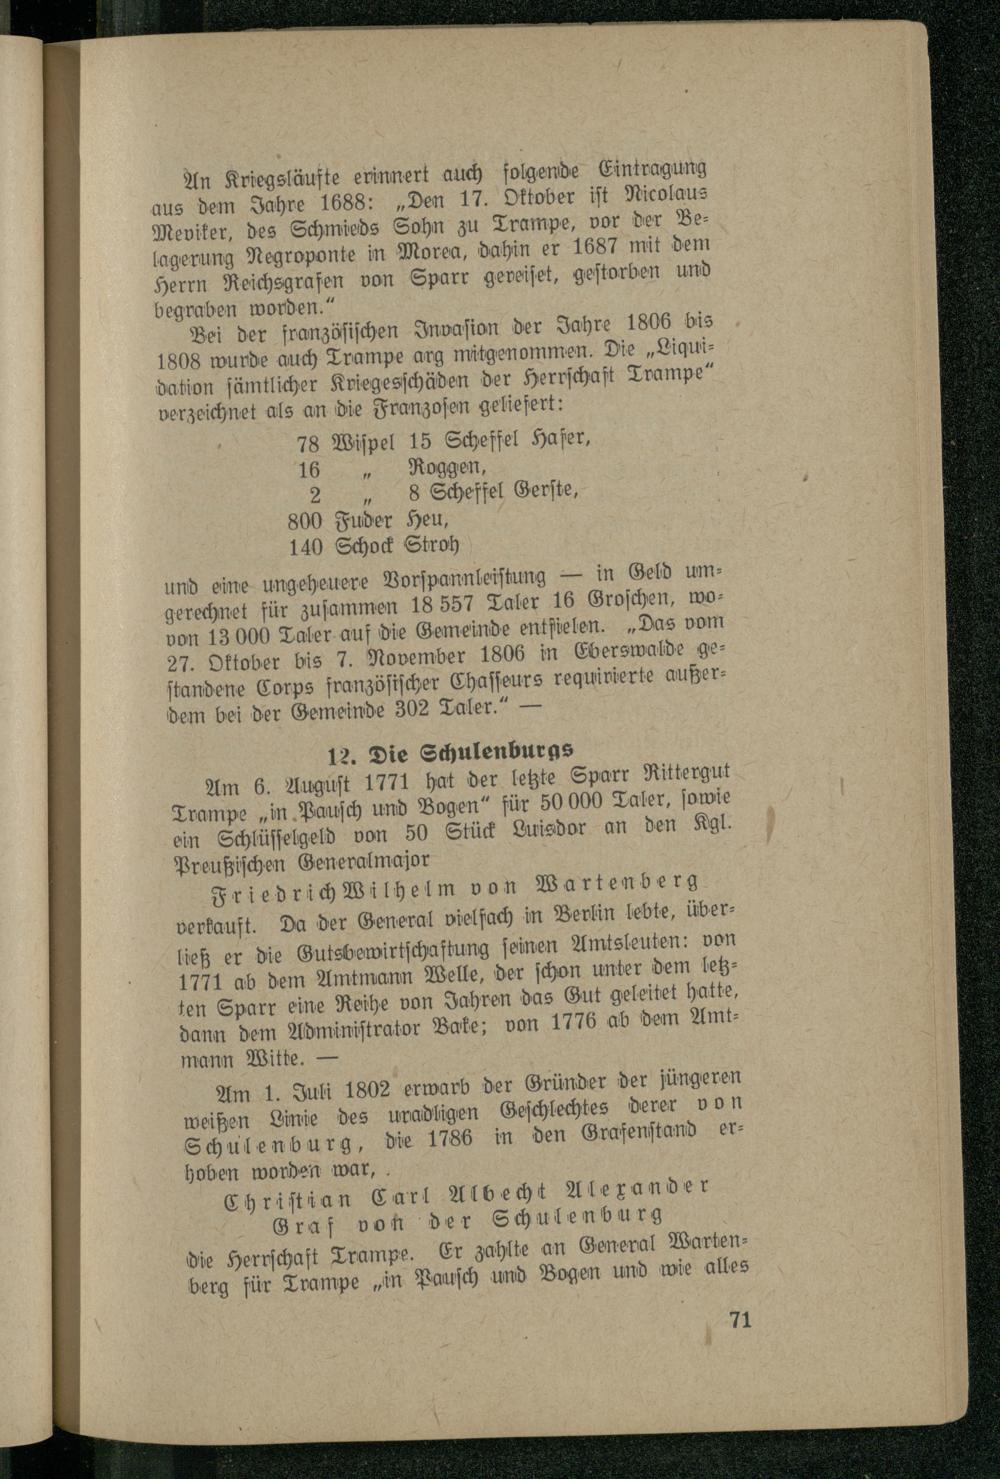 An Kriegsläufte erinnert auch folgende Eintragung
aus dem Jahre 1688: „Den 17. Oktober ist Nicolaus
Meviker, des Schmieds Sohn zu Trampe, vor der Be-
lagerung Negroponte in Morea, dahin er 1687 mit dem
Herrn Reichsgrafen von Sparr gereiset, gestorben und
begraben worden.“
Bei der französischen Invasion der Jahre 1806 bis
1808 wurde auch Trampe arg mitgenommen. Die „Liqui-
dation sämtlicher Kriegesschäden der Herrschaft Trampe“
verzeichnet als an die Franzosen geliefert:
78 Wispel 15 Scheffel Hafer,
16 „ Roggen,
2 „ 8 Scheffel Gerste,
800 Fuder Heu,
140 Schock Stroh
und eine ungeheuere Vorspannleistung — in Geld um-
gerechnet für zusammen 18 557 Taler 16 Groschen, wo-
von 13 000 Taler auf die Gemeinde entfielen. „Das vom
27. Oktober bis 7. November 1806 in Eberswalde ge-
standene Corps französischer Chasseurs requirierte außer-
dem bei der Gemeinde 302 Taler.“ —
12. Die Schulenburgs
Am 6. August 1771 hat der letzte Sparr Rittergut
Trampe „in Pausch und Bogen“ für 50 000 Taler, sowie
ein Schlüsselgeld von 50 Stück Luisdor an den Kgl.
Preußischen Generalmajor
Friedrich Wilhelm von Wartenberg
verkauft. Da der General vielfach in Berlin lebte, über-
ließ er die Gutsbewirtschaftung seinen Amtsleuten: von
1771 ab dem Amtmann Welle, der schon unter dem letz-
ten Sparr eine Reihe von Jahren das Gut geleitet hatte,
dann dem Administrator Bake; von 1776 ab dem Amt-
mann Witte. —
Am 1. Juli 1802 erwarb der Gründer der jüngeren
weißen Linie des uradligen Geschlechtes derer von
Schulenburg, die 1786 in den Grafenstand er-
hoben worden war,
Christian Carl Albecht Alexander
Graf von der Schulenburg
die Herrschaft Trampe. Er zahlte an General Warten-
berg für Trampe „in Pausch und Bogen und wie alles
71